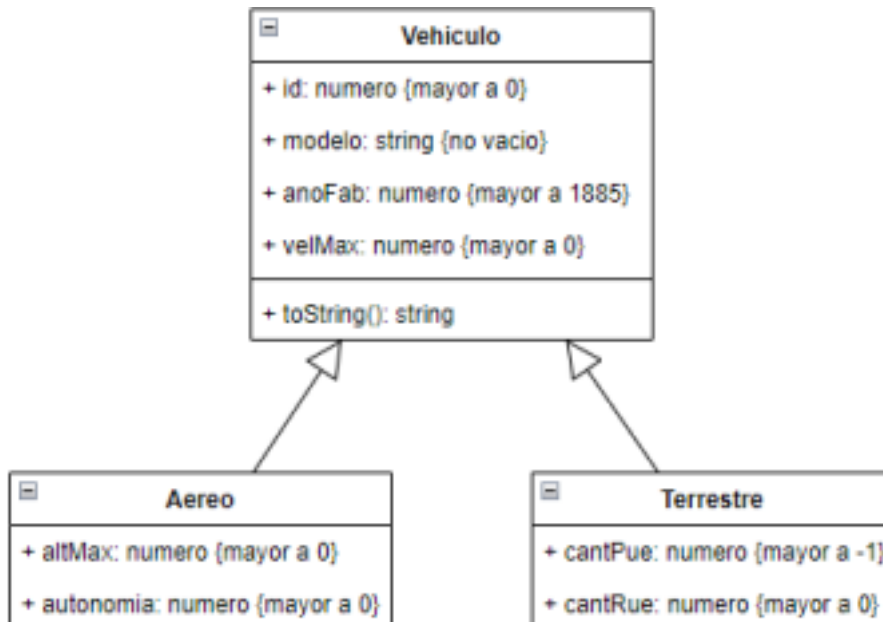 Vehiculo
+ id: numero {mayor a 0}
+ modelo: string {no vacio}
+ anoFab: numero {mayor a 1885}
+ velMax: numero {mayor a 0}
+ toString(): string
Aereo
+ altMax: numero {mayor a 0}
+ autonomia: numero {mayor a 0}
Terrestre
+ cantPue: numero {mayor a -1}
+ cantRue: numero {mayor a 0}